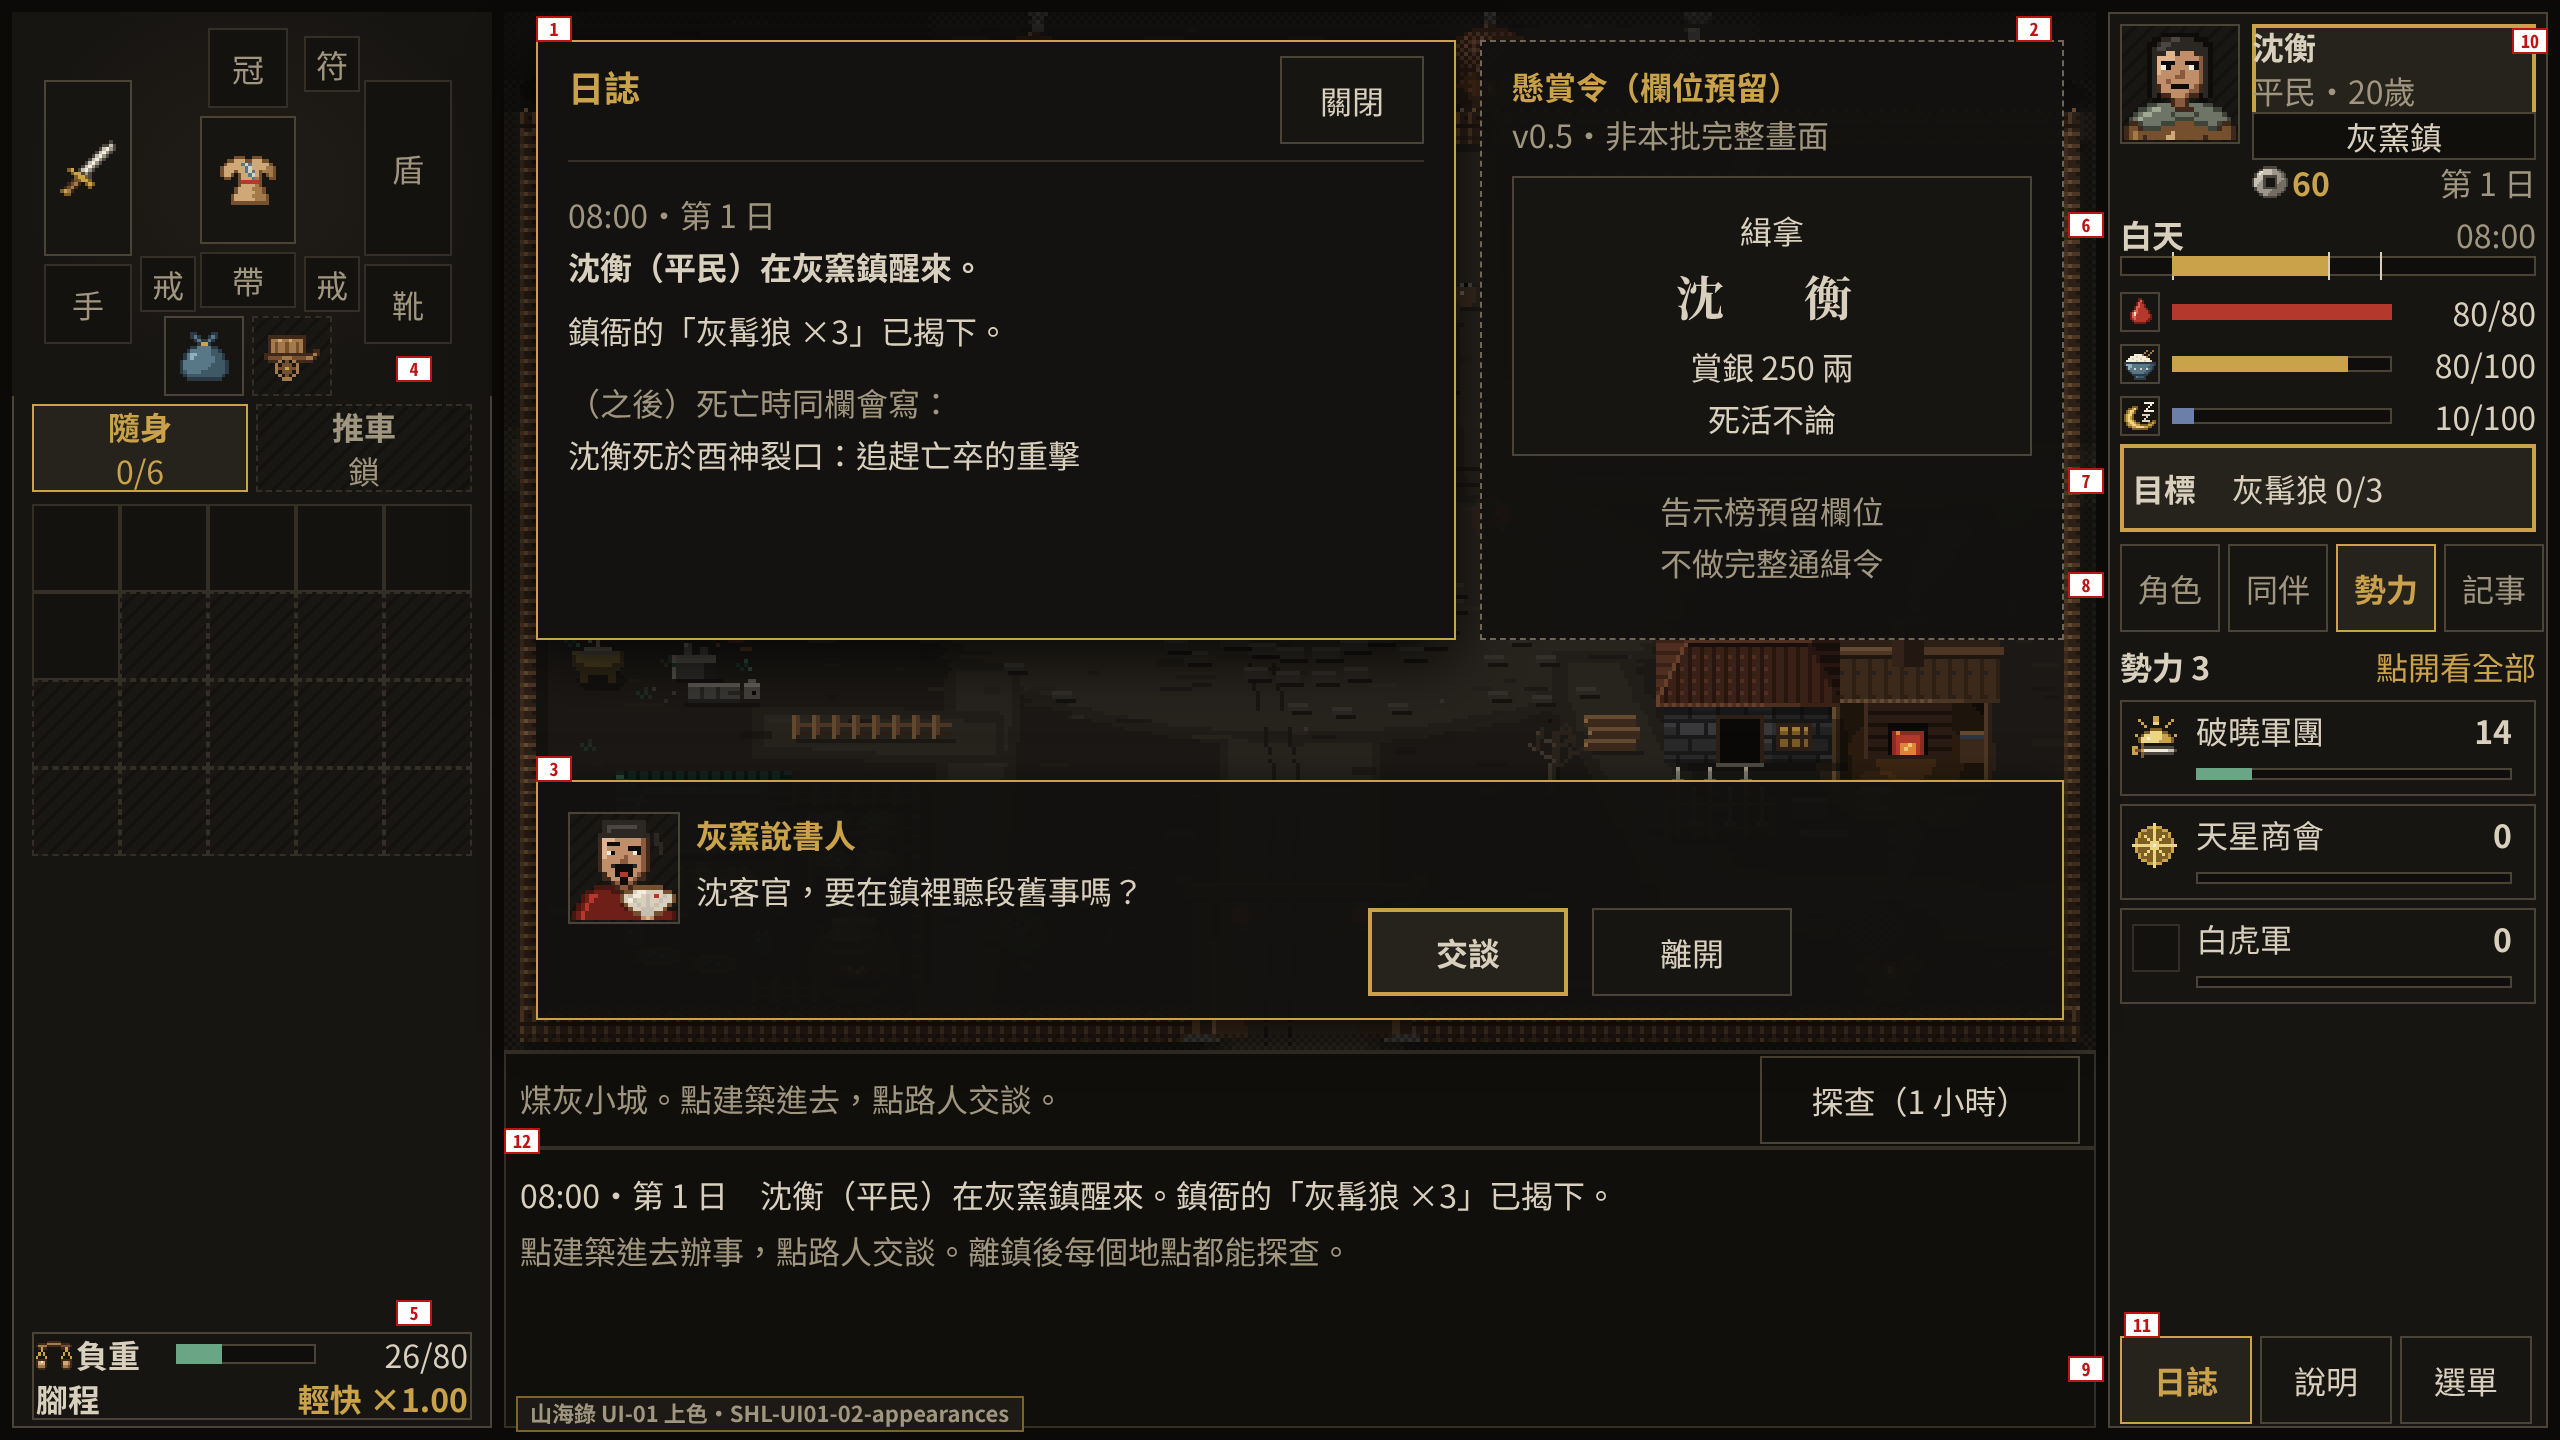 冠
符
盾
手
戒
帶
戒
靴
4
隨身
0/6
推車
鎖
5
負重
26/80
腳程
輕快 ×1.00
1
日誌
關閉
08:00・第 1 日
沈衡（平民）在灰窯鎮醒來。
鎮衙的「灰髯狼 ×3」已揭下。
（之後）死亡時同欄會寫：
沈衡死於酉神裂口：追趕亡卒的重擊
2
懸賞令（欄位預留）
v0.5・非本批完整畫面
緝拿
沈　衡
賞銀 250 兩
死活不論
告示榜預留欄位
不做完整通緝令
3
灰窯說書人
沈客官，要在鎮裡聽段舊事嗎？
交談
離開
煤灰小城。點建築進去，點路人交談。
探查（1 小時）
12
08:00・第 1 日　沈衡（平民）在灰窯鎮醒來。鎮衙的「灰髯狼 ×3」已揭下。
點建築進去辦事，點路人交談。離鎮後每個地點都能探查。
山海錄 UI-01 上色・SHL-UI01-02-appearances
10
沈衡
平民・20歲
灰窯鎮
60
第 1 日
6
白天
08:00
80/80
80/100
10/100
7
目標　灰髯狼 0/3
8
角色
同伴
勢力
記事
勢力 3
點開看全部
破曉軍團
14
天星商會
0
白虎軍
0
11
9
日誌
說明
選單